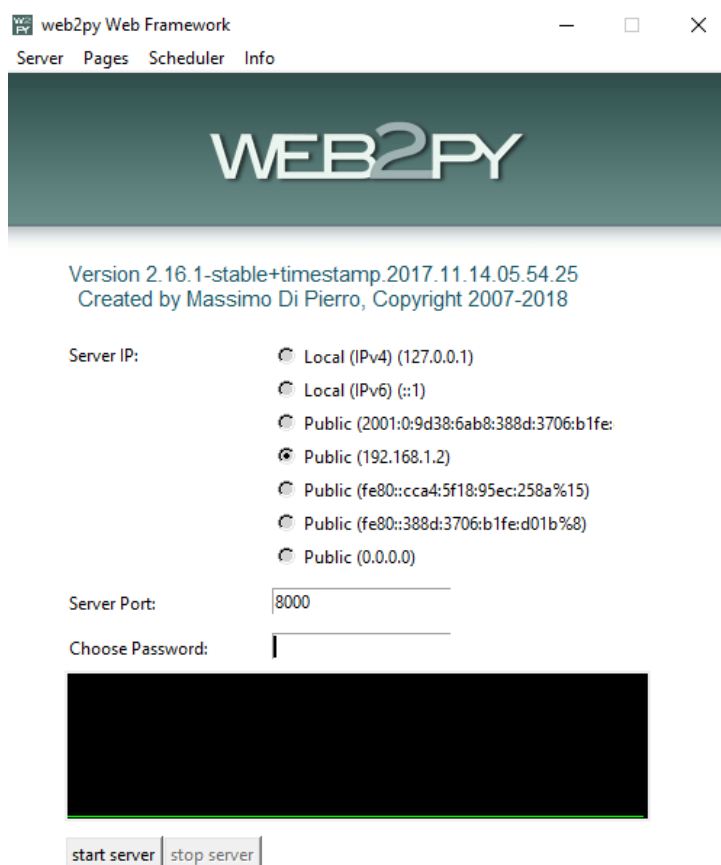 web2py Web Framework
Server Pages Scheduler Info
WEB2PY
Version 2.16.1-stable+timestamp.2017.11.14.05.54.25
Created by Massimo Di Pierro, Copyright 2007-2018
Server IP: Local (IPv4) (127.0.0.1)
Local (IPv6) (::1)
Public (2001:0:9d38:6ab8:388d:3706:b1fe:
Public (192.168.1.2)
Public (fe80::cca4:5f18:95ec:258a%15)
Public (fe80::388d:3706:b1fe:d01b%8)
Public (0.0.0.0)
Server Port: 8000
Choose Password:
start server stop server